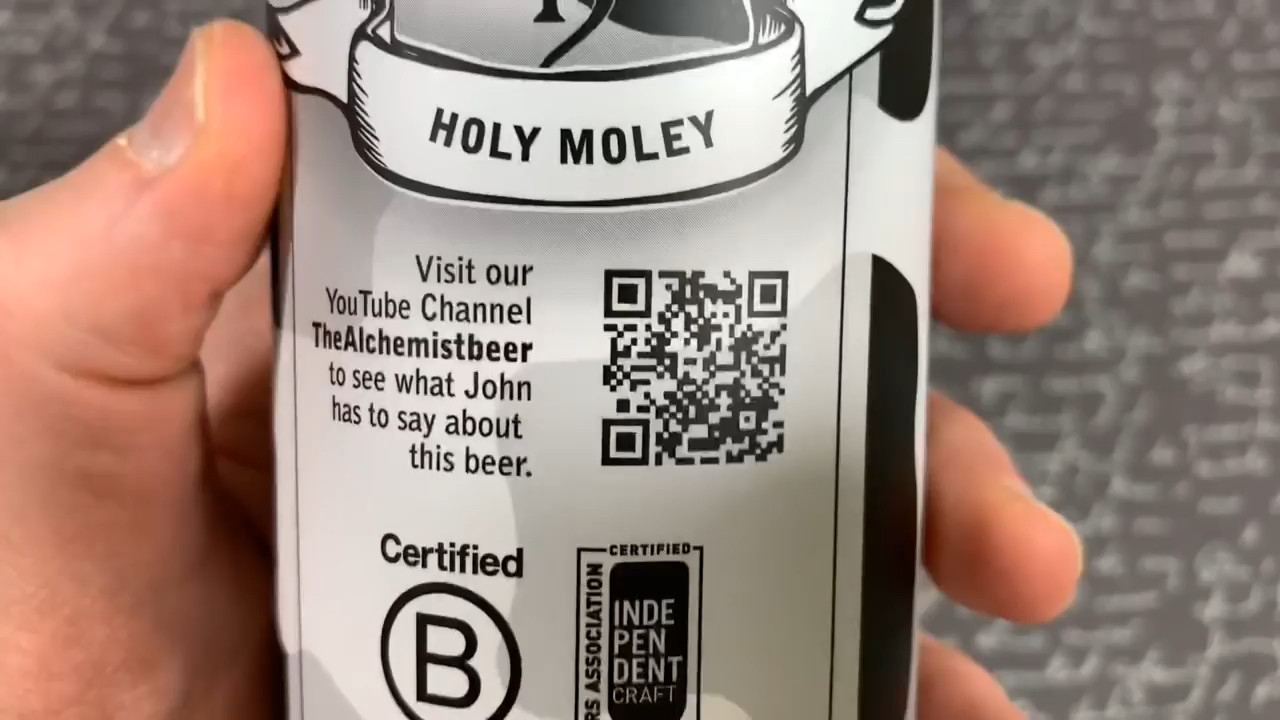 HOLY MOLEY
Visit our
YouTube Channel
TheAlchemistbeer
to see what John
has to say about
this beer.
Certified
B
CERTIFIED
RS ASSOCIATION
INDE
PEN
DENT
CRAFT